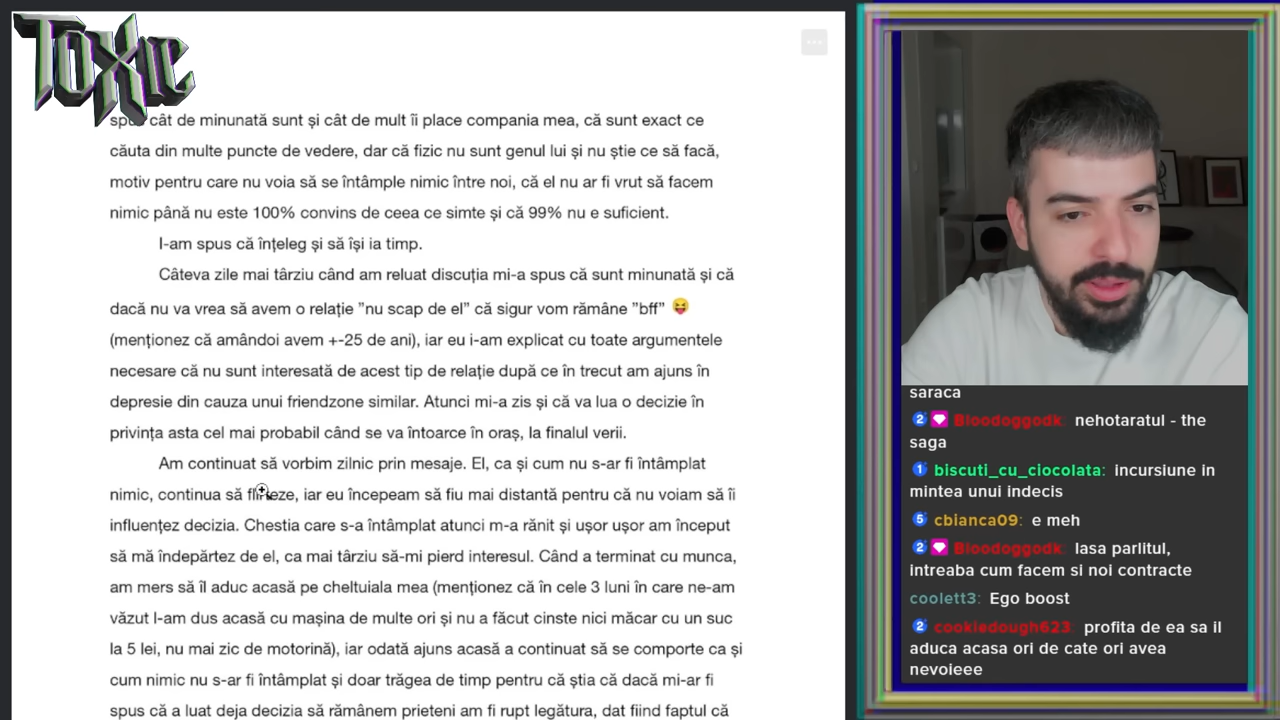 TOXIC
spus cât de minunată sunt și cât de mult îi place compania mea, că sunt exact ce
căuta din multe puncte de vedere, dar că fizic nu sunt genul lui și nu știe ce să facă,
motiv pentru care nu voia să se întâmple nimic între noi, că el nu ar fi vrut să facem
nimic până nu este 100% convins de ceea ce simte și că 99% nu e suficient.
I-am spus că înțeleg și să își ia timp.
Câteva zile mai târziu când am reluat discuția mi-a spus că sunt minunată și că
dacă nu va vrea să avem o relație ”nu scap de el” că sigur vom rămâne ”bff” 😝
(menționez că amândoi avem +-25 de ani), iar eu i-am explicat cu toate argumentele
necesare că nu sunt interesată de acest tip de relație după ce în trecut am ajuns în
depresie din cauza unui friendzone similar. Atunci mi-a zis și că va lua o decizie în
privința asta cel mai probabil când se va întoarce în oraș, la finalul verii.
Am continuat să vorbim zilnic prin mesaje. El, ca și cum nu s-ar fi întâmplat
nimic, continua să flirteze, iar eu începeam să fiu mai distantă pentru că nu voiam să îi
influențez decizia. Chestia care s-a întâmplat atunci m-a rănit și ușor ușor am început
să mă îndepărtez de el, ca mai târziu să-mi pierd interesul. Când a terminat cu munca,
am mers să îl aduc acasă pe cheltuiala mea (menționez că în cele 3 luni în care ne-am
văzut l-am dus acasă cu mașina de multe ori și nu a făcut cinste nici măcar cu un suc
la 5 lei, nu mai zic de motorină), iar odată ajuns acasă a continuat să se comporte ca și
cum nimic nu s-ar fi întâmplat și doar trăgea de timp pentru că știa că dacă mi-ar fi
spus că a luat deja decizia să rămânem prieteni am fi rupt legătura, dat fiind faptul că
saraca
2 Bloodoggodk: nehotaratul - the
saga
1 biscuti_cu_ciocolata: incursiune in
mintea unui indecis
5 cbianca09: e meh
2 Bloodoggodk: lasa parlitul,
intreaba cum facem si noi contracte
coolett3: Ego boost
2 cookiedough623: profita de ea sa il
aduca acasa ori de cate ori avea
nevoieee